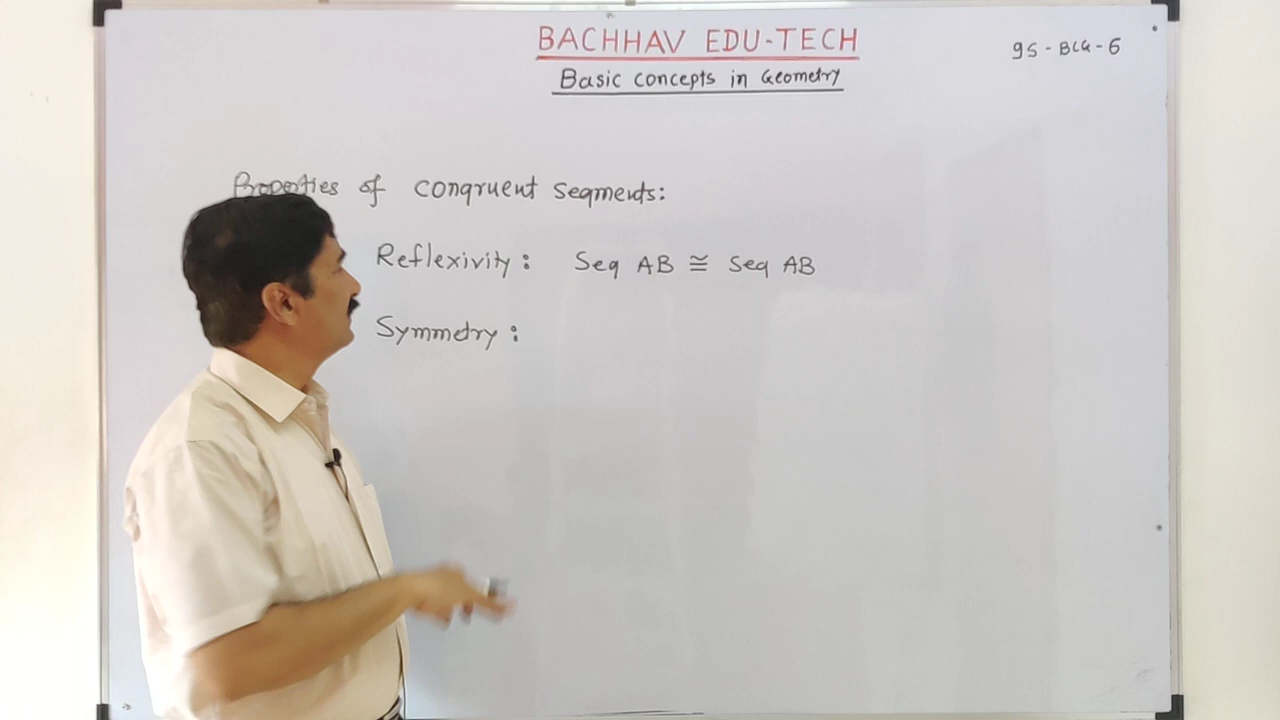 BACHHAV EDU-TECH
9S-BCG-6
Basic concepts in Geometry
Properties of congruent segments:
Reflexivity: Seg AB ≅ Seg AB
Symmetry: